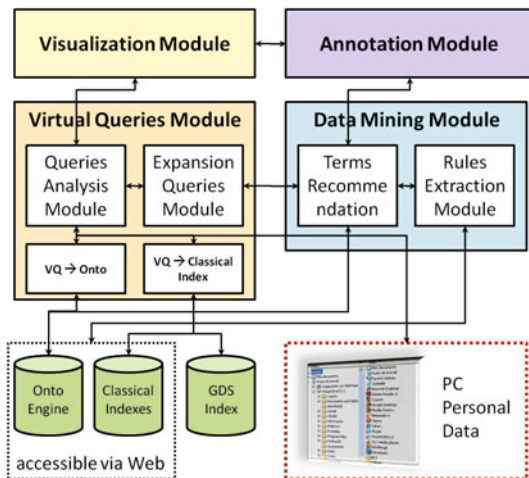 Visualization Module
Annotation Module
Virtual Queries Module
Data Mining Module
Queries
Analysis
Module
Expansion
Queries
Module
Terms
Recomme
ndation
Rules
Extraction
Module
VQ → Onto
VQ → Classical
Index
Onto
Engine
Classical
Indexes
GDS
Index
accessible via Web
PC
Personal
Data